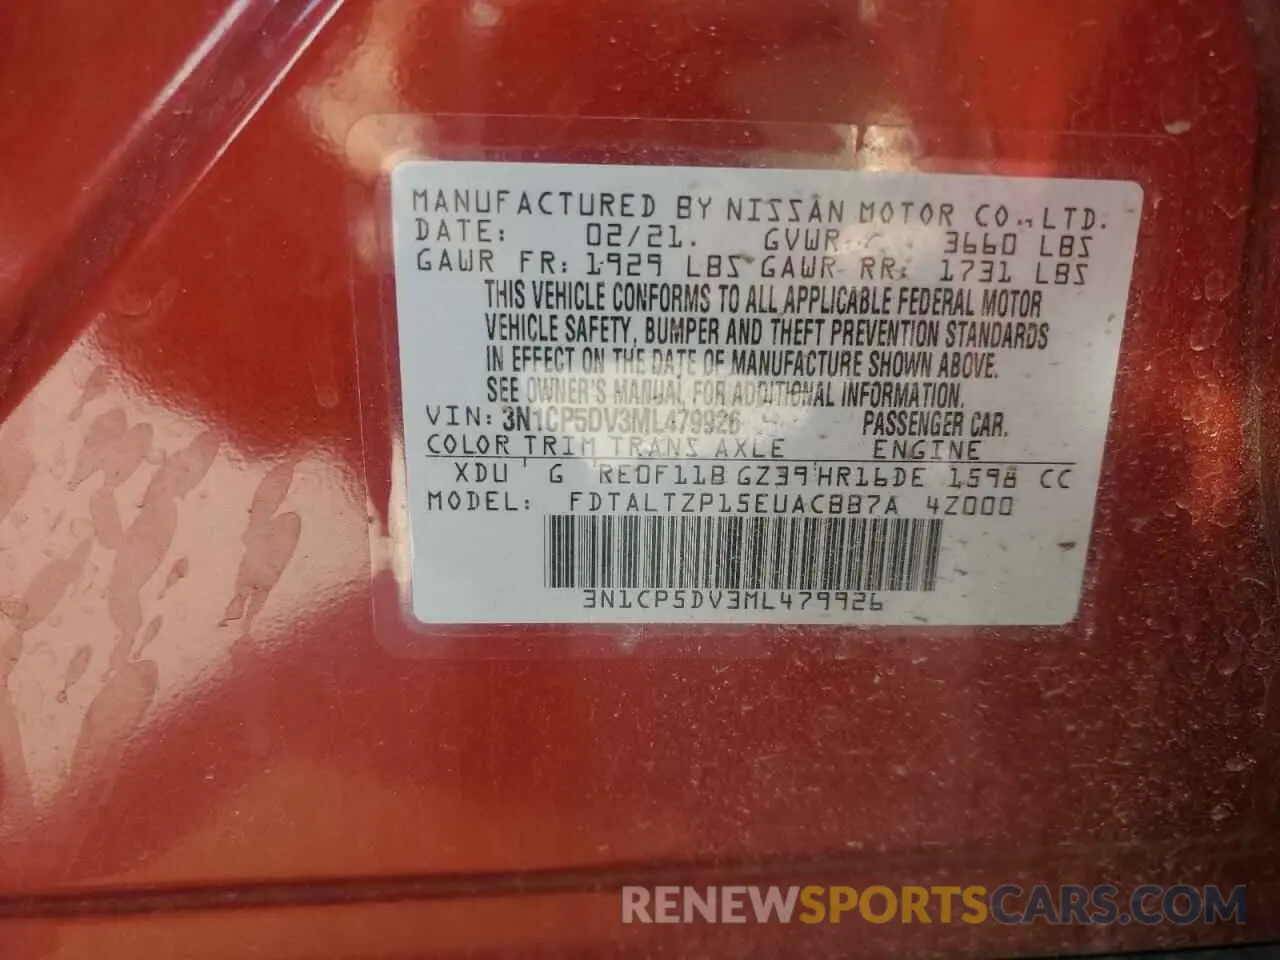 MANUFACTURED BY NISSAN MOTOR CO., LTD.
DATE: 02/21. GVWR: 3660 LBS
GAWR FR: 1929 LBS GAWR RR: 1731 LBS
THIS VEHICLE CONFORMS TO ALL APPLICABLE FEDERAL MOTOR
VEHICLE SAFETY, BUMPER AND THEFT PREVENTION STANDARDS
IN EFFECT ON THE DATE OF MANUFACTURE SHOWN ABOVE.
SEE OWNER'S MANUAL FOR ADDITIONAL INFORMATION.
VIN: 3N1CP5DV3ML479926 PASSENGER CAR.
COLOR TRIM TRANS AXLE ENGINE
XDU G RE0F11B GZ39 HR16DE 1598 CC
MODEL: FDTALTZP15EUACBB7A 4Z000
3N1CP5DV3ML479926
RENEWSPORTSCARS.COM